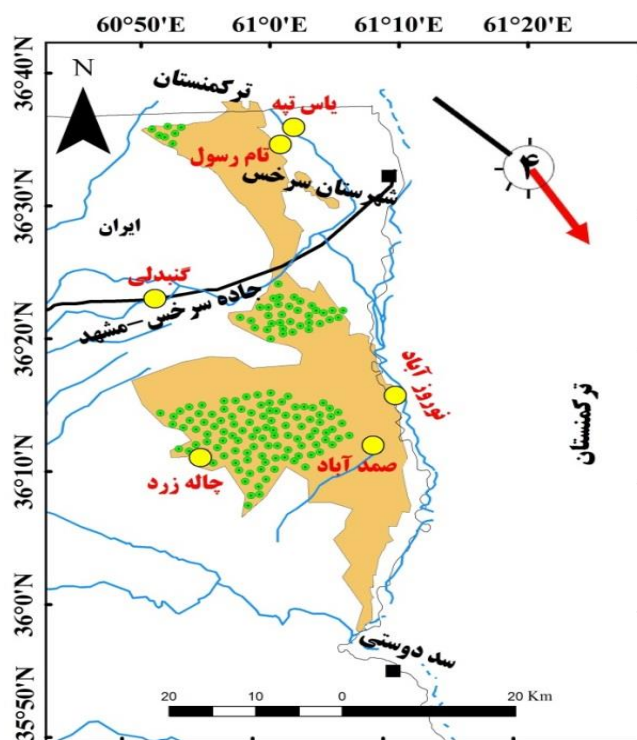 60°50'E 61°0'E 61°10'E 61°20'E
36°40'N
36°30'N
36°20'N
36°10'N
36°0'N
35°50'N
N
ترکمنستان
یاس تپه
تام رسول
شهرستان سرخس
ایران
گنبدلی
جاده سرخس -مشهد
۴
نوروز آباد
ترکمنستان
صمد آباد
چاله زرد
سد دوستی
20 10 0 20 Km